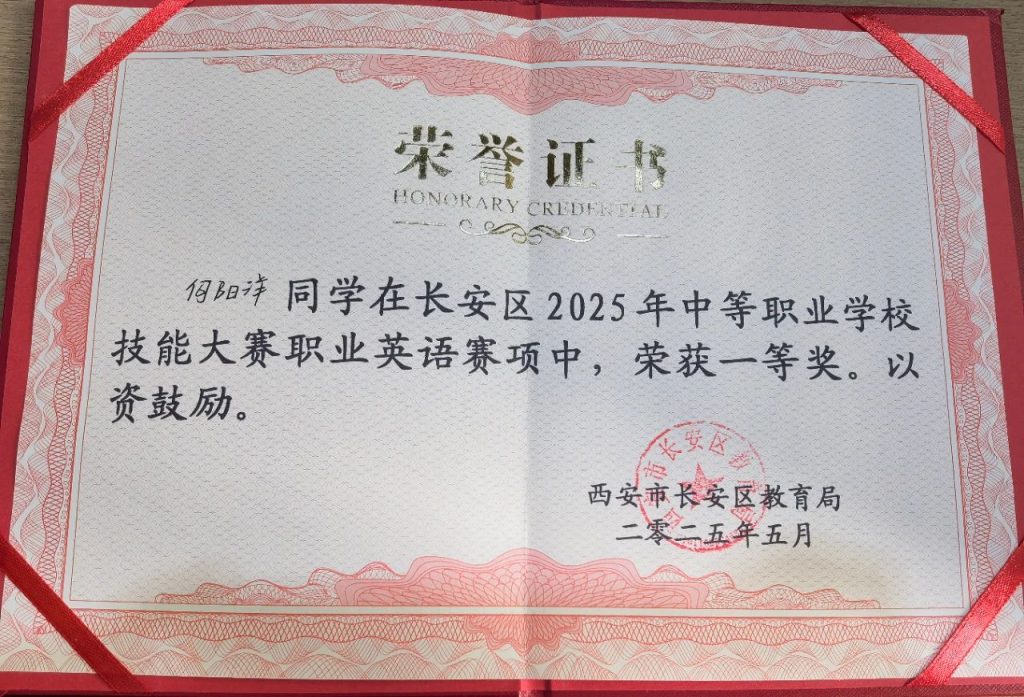 荣誉证书
HONORARY CREDENTIAL
何阳洋 同学在长安区2025年中等职业学校
技能大赛职业英语赛项中，荣获一等奖。以
资鼓励。
西安市长安区教育局
二零二五年五月